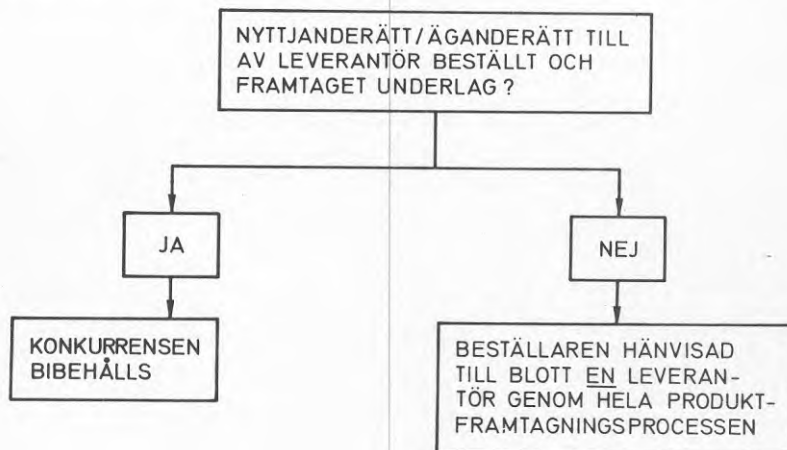 NYTTJANDERÄTT/ÄGANDERÄTT TILL
AV LEVERANTÖR BESTÄLLT OCH
FRAMTAGET UNDERLAG ?
JA
NEJ
KONKURRENSEN
BIBEHÅLLS
BESTÄLLAREN HÄNVISAD
TILL BLOTT EN LEVERAN-
TÖR GENOM HELA PRODUKT-
FRAMTAGNINGSPROCESSEN